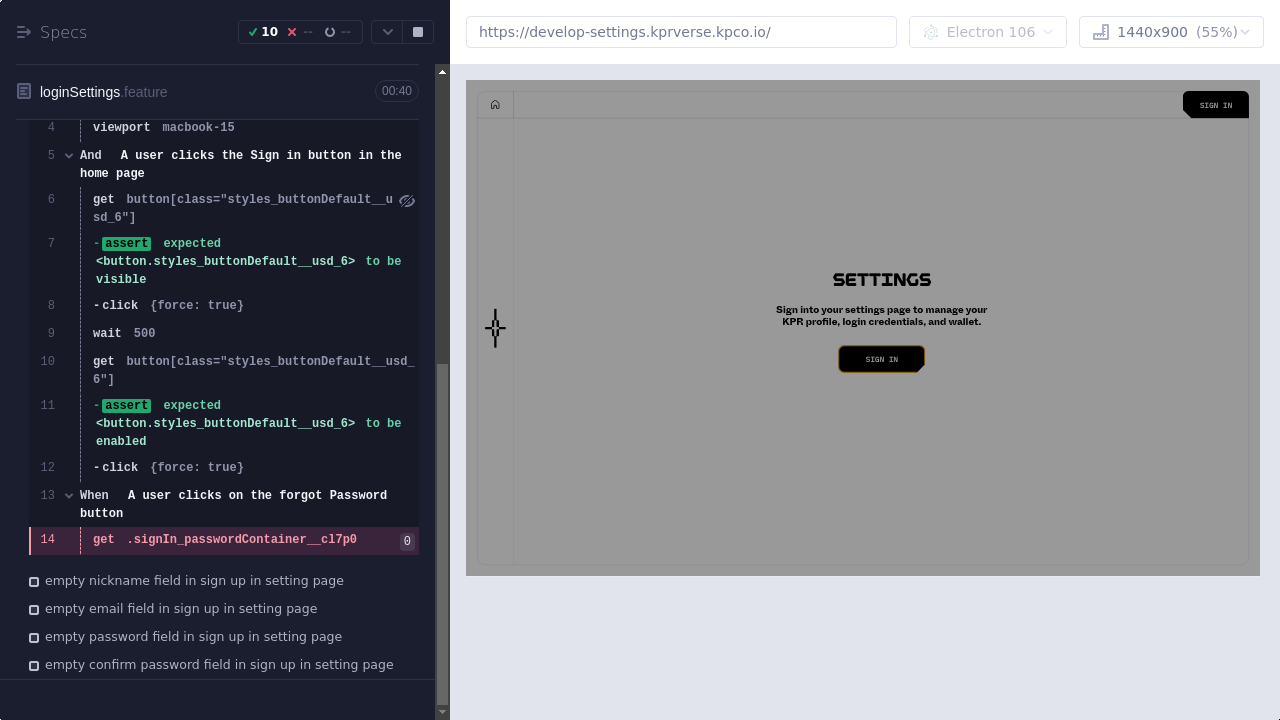 Specs
10
--
--
https://develop-settings.kprverse.kpco.io/
Electron 106
1440x900 (55%)
loginSettings.feature
00:40
4 viewport macbook-15
5 And A user clicks the Sign in button in the
home page
6 get button[class="styles_buttonDefault__u
sd_6"]
7 -assert expected
<button.styles_buttonDefault__usd_6> to be
visible
8 -click {force: true}
9 wait 500
10 get button[class="styles_buttonDefault__usd_
6"]
11 -assert expected
<button.styles_buttonDefault__usd_6> to be
enabled
12 -click {force: true}
13 When A user clicks on the forgot Password
button
14 get .signIn_passwordContainer__cl7p0 0
empty nickname field in sign up in setting page
empty email field in sign up in setting page
empty password field in sign up in setting page
empty confirm password field in sign up in setting page
SIGN IN
SETTINGS
Sign into your settings page to manage your
KPR profile, login credentials, and wallet.
SIGN IN